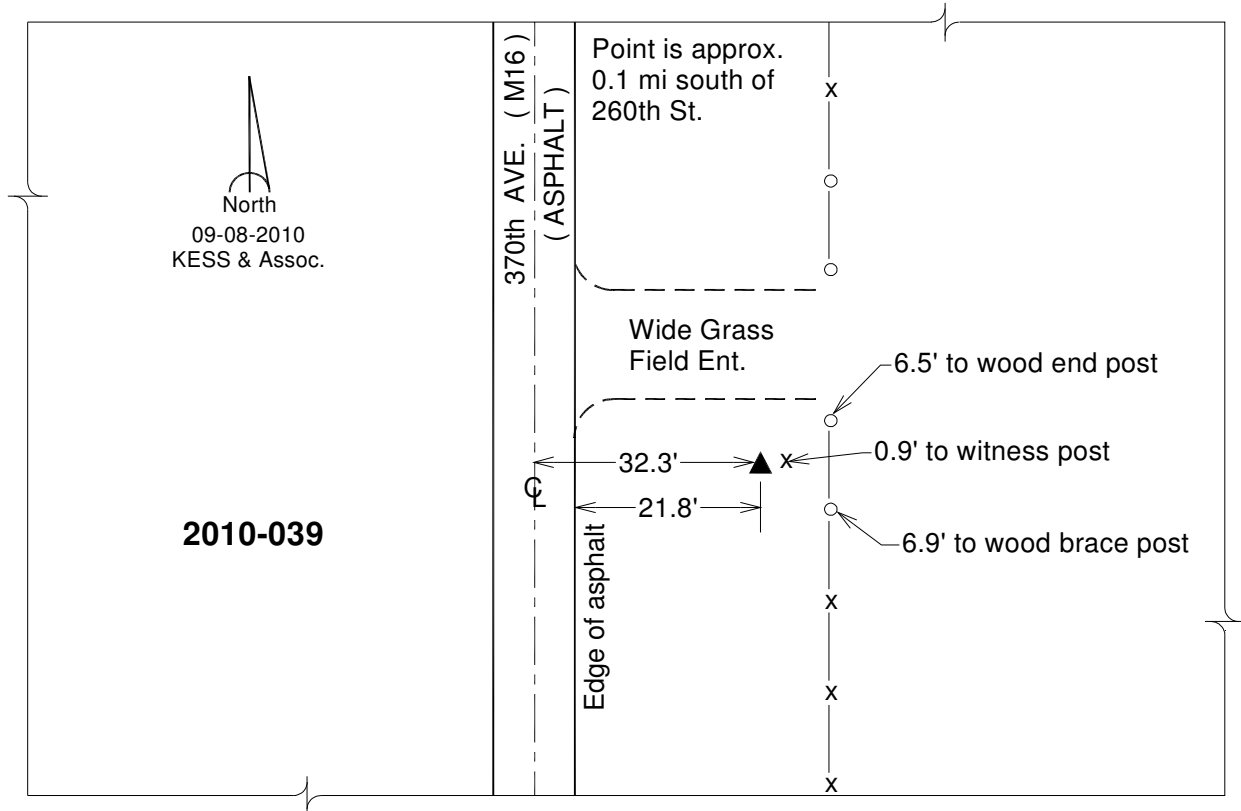 370th AVE. ( M16 )
( ASPHALT )
Point is approx.
0.1 mi south of
260th St.
x
North
09-08-2010
KESS & Assoc.
Wide Grass
Field Ent.
6.5' to wood end post
32.3'
x
0.9' to witness post
CL
21.8'
2010-039
6.9' to wood brace post
Edge of asphalt
x
x
x